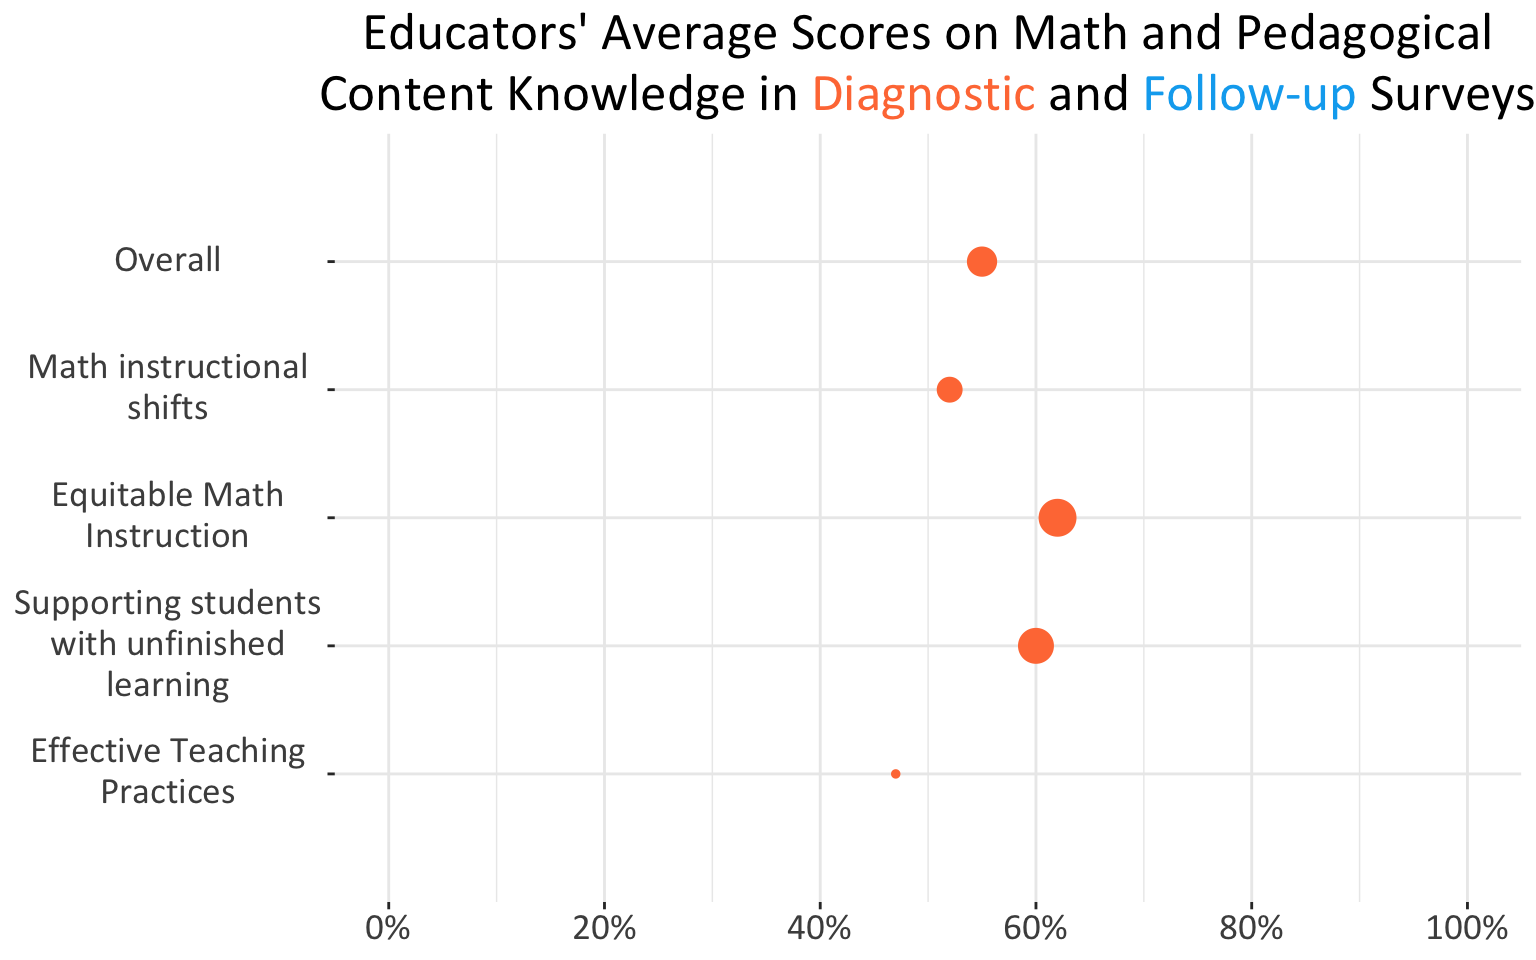 Educators' Average Scores on Math and Pedagogical
Content Knowledge in Diagnostic and Follow-up Surveys
Overall
Math instructional
shifts
Equitable Math
Instruction
Supporting students
with unfinished
learning
Effective Teaching
Practices
0% 20% 40% 60% 80% 100%